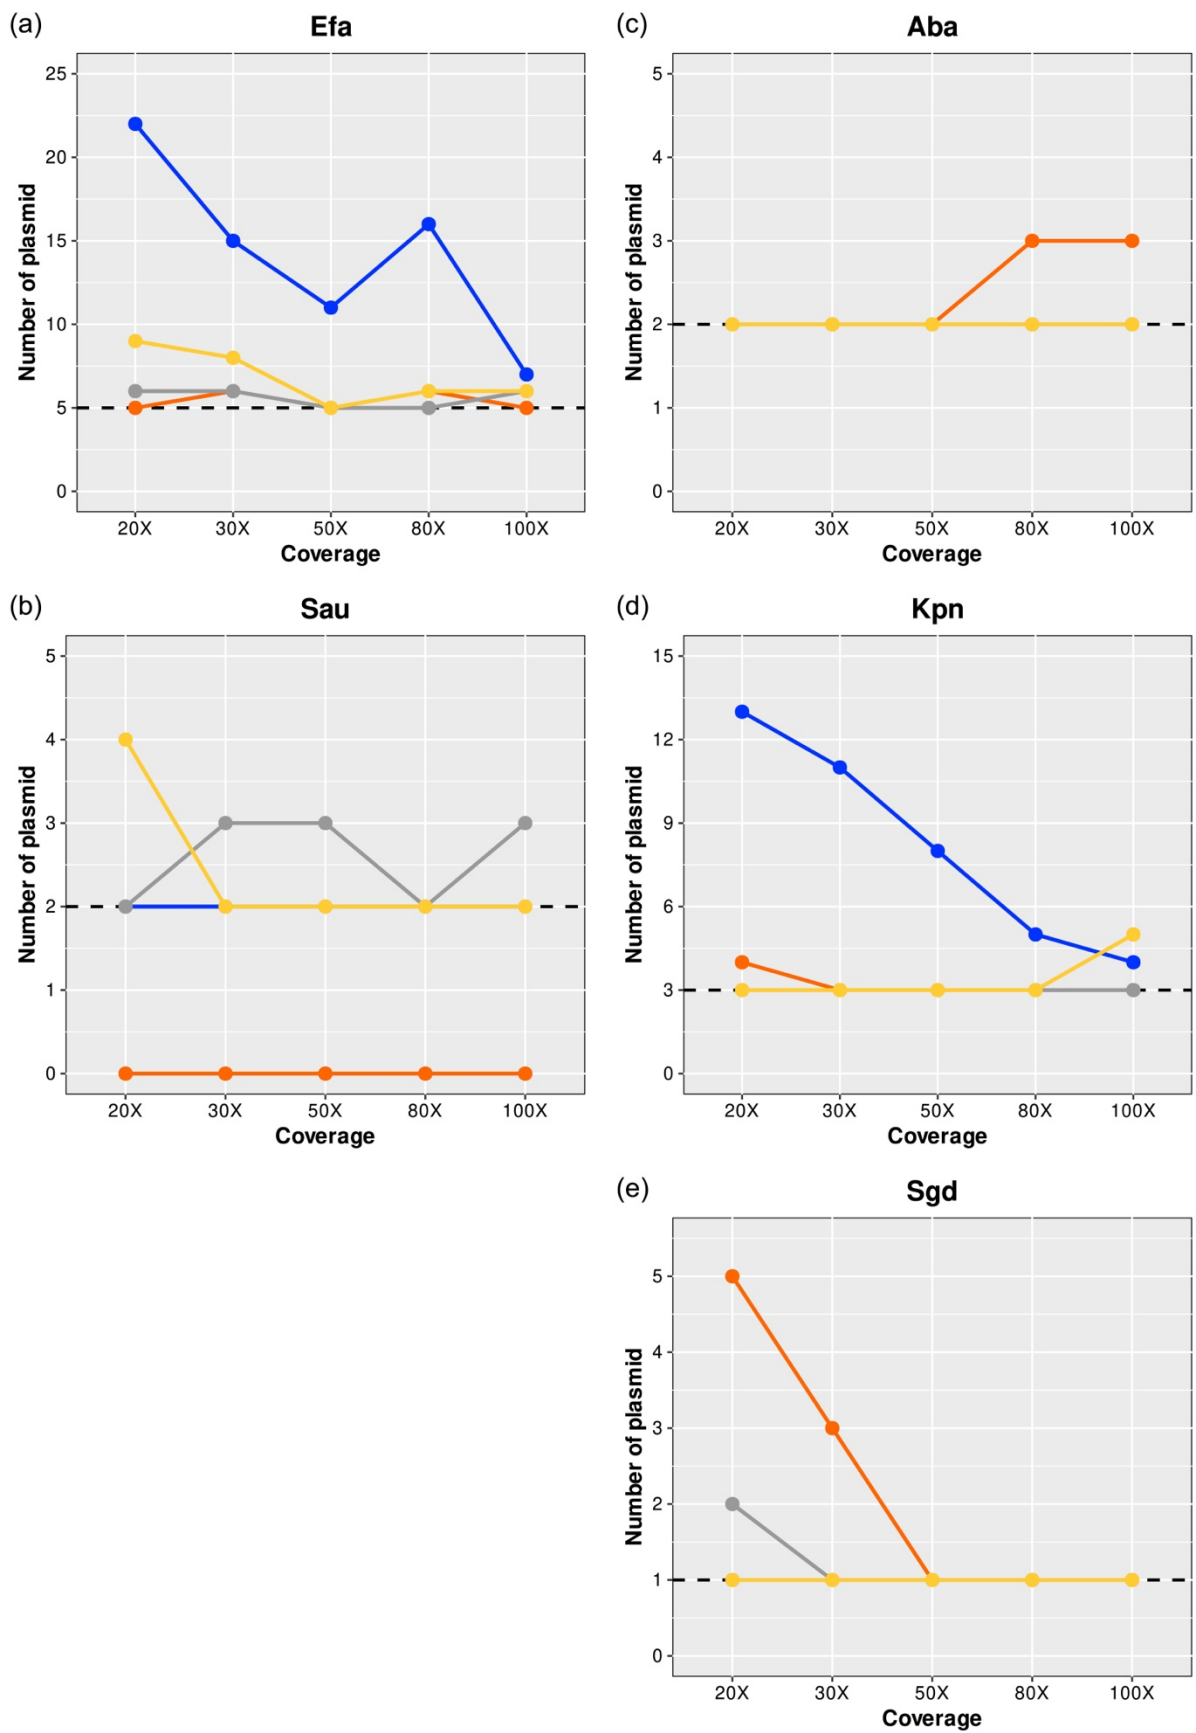 (a)
Efa
25
20
15
10
5
0
Number of plasmid
20X 30X 50X 80X 100X
Coverage
(c)
Aba
5
4
3
2
1
0
Number of plasmid
20X 30X 50X 80X 100X
Coverage
(b)
Sau
5
4
3
2
1
0
Number of plasmid
20X 30X 50X 80X 100X
Coverage
(d)
Kpn
15
12
9
6
3
0
Number of plasmid
20X 30X 50X 80X 100X
Coverage
(e)
Sgd
5
4
3
2
1
0
Number of plasmid
20X 30X 50X 80X 100X
Coverage